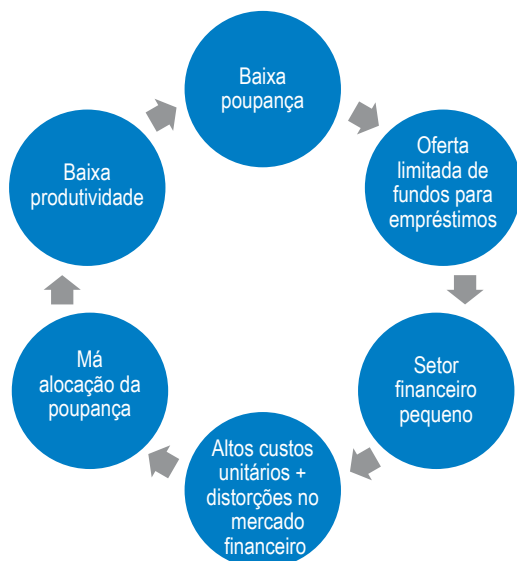 Baixa
poupança
Oferta
limitada de
fundos para
empréstimos
Setor
financeiro
pequeno
Altos custos
unitários +
distorções no
mercado
financeiro
Má
alocação da
poupança
Baixa
produtividade